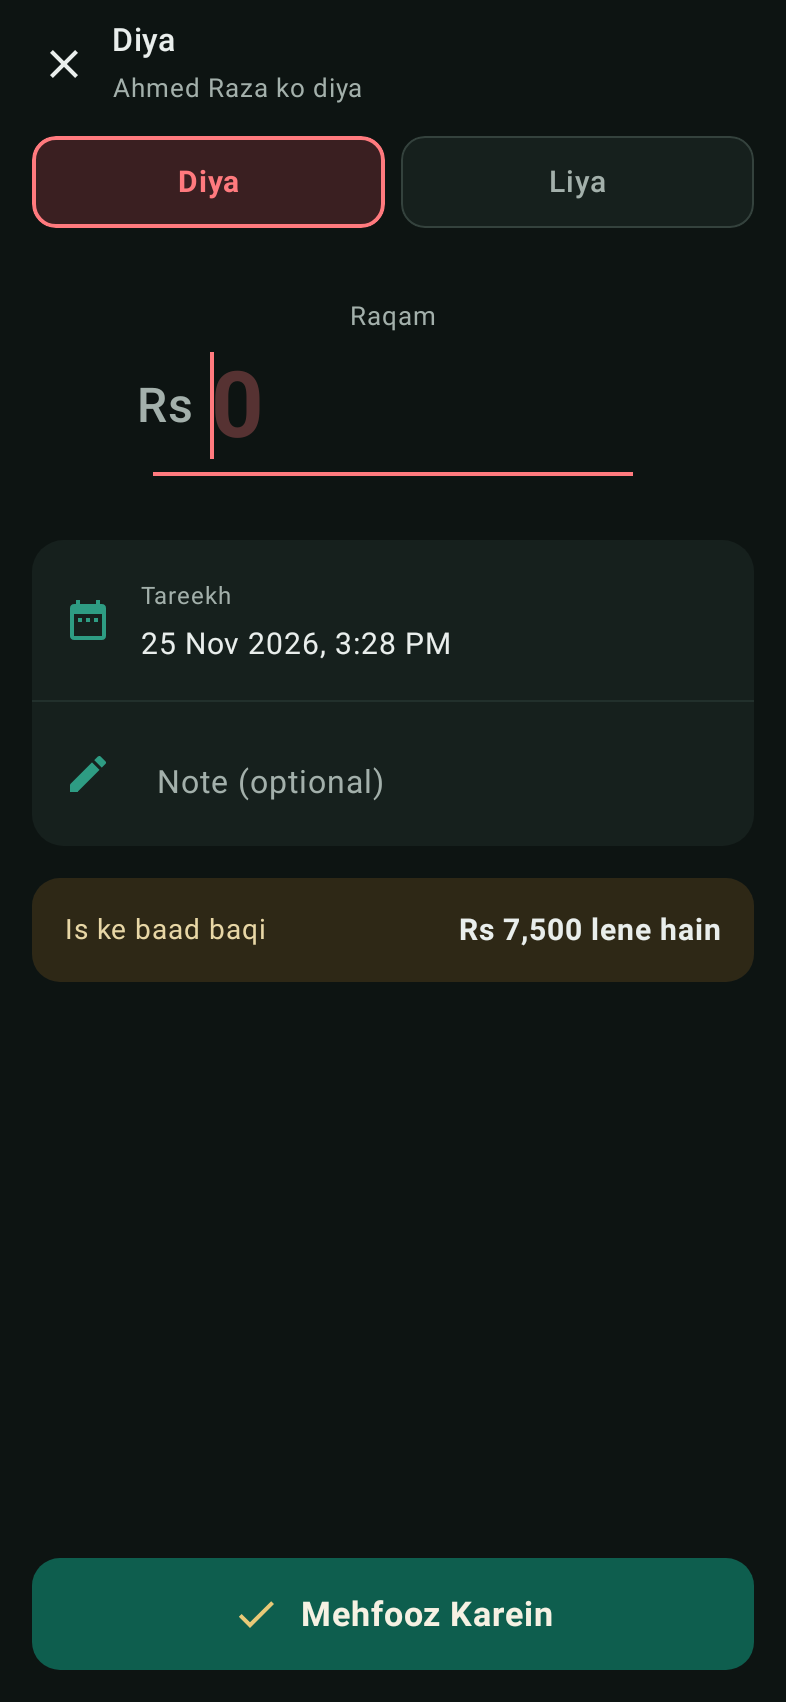 Diya
Ahmed Raza ko diya
Diya
Liya
Raqam
Rs 0
Tareekh
25 Nov 2026, 3:28 PM
Note (optional)
Is ke baad baqi
Rs 7,500 lene hain
Mehfooz Karein